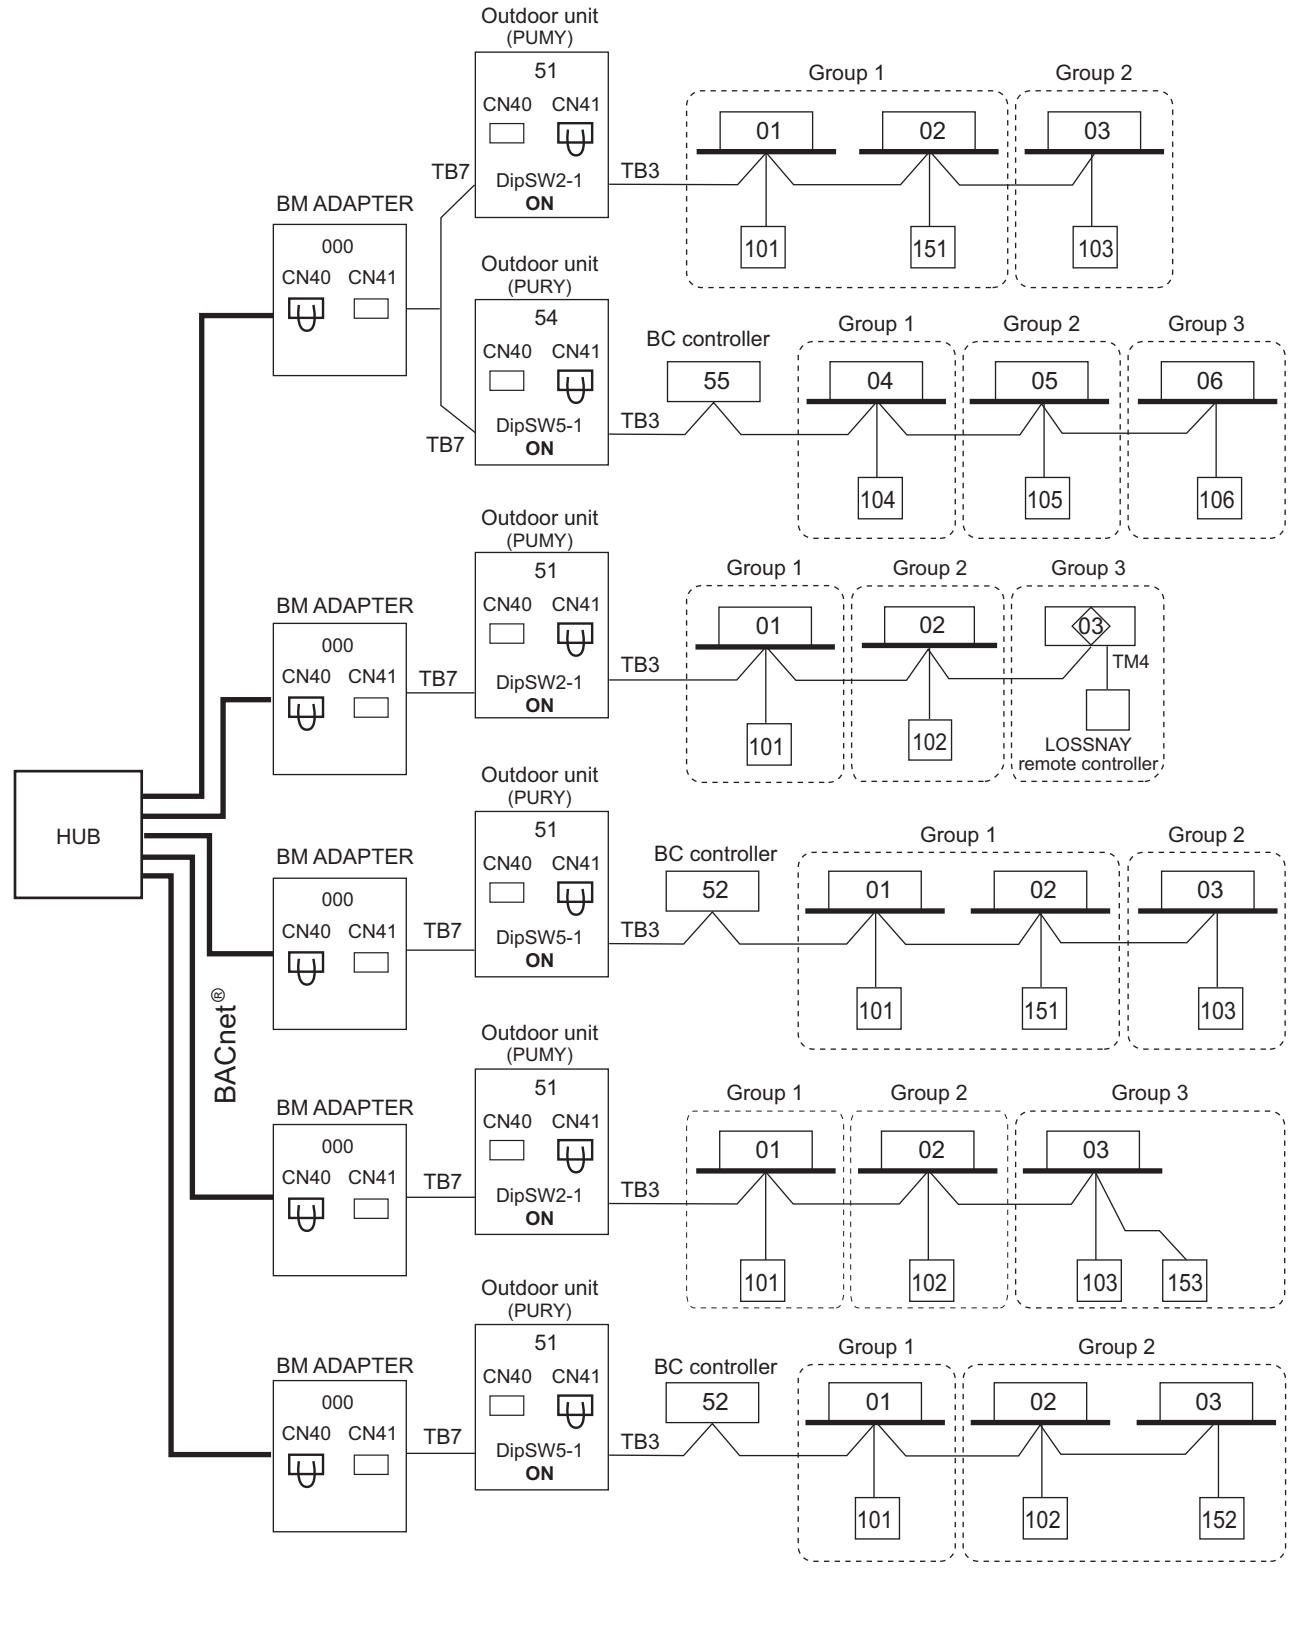 Outdoor unit
(PUMY)
51
CN40 CN41
DipSW2-1
ON
TB7
TB3
Group 1
01
02
101
151
Group 2
03
103
BM ADAPTER
000
CN40 CN41
Outdoor unit
(PURY)
54
CN40 CN41
DipSW5-1
ON
TB7
TB3
BC controller
55
Group 1
04
104
Group 2
05
105
Group 3
06
106
BM ADAPTER
000
CN40 CN41
TB7
Outdoor unit
(PUMY)
51
CN40 CN41
DipSW2-1
ON
TB3
Group 1
01
101
Group 2
02
102
Group 3
03
TM4
LOSSNAY
remote controller
HUB
BACnet®
BM ADAPTER
000
CN40 CN41
TB7
Outdoor unit
(PURY)
51
CN40 CN41
DipSW5-1
ON
TB3
BC controller
52
Group 1
01
02
101
151
Group 2
03
103
BM ADAPTER
000
CN40 CN41
TB7
Outdoor unit
(PUMY)
51
CN40 CN41
DipSW2-1
ON
TB3
Group 1
01
101
Group 2
02
102
Group 3
03
103
153
BM ADAPTER
000
CN40 CN41
TB7
Outdoor unit
(PURY)
51
CN40 CN41
DipSW5-1
ON
TB3
BC controller
52
Group 1
01
101
Group 2
02
03
102
152